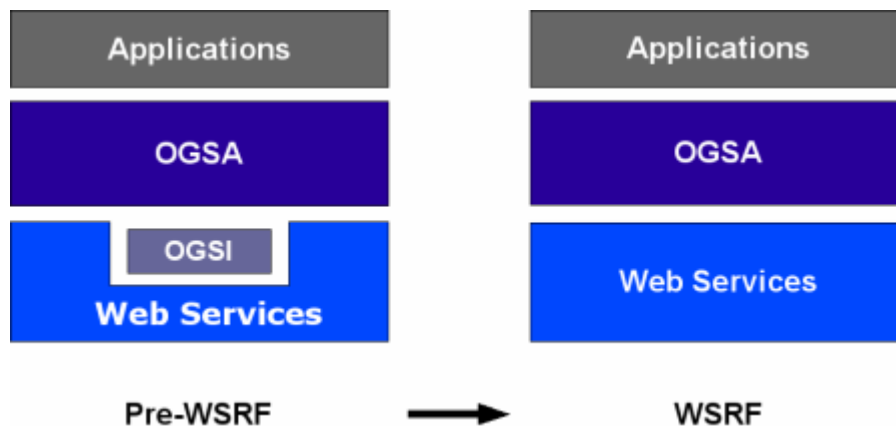 Applications
OGSA
OGSI
Web Services
Pre-WSRF
Applications
OGSA
Web Services
WSRF